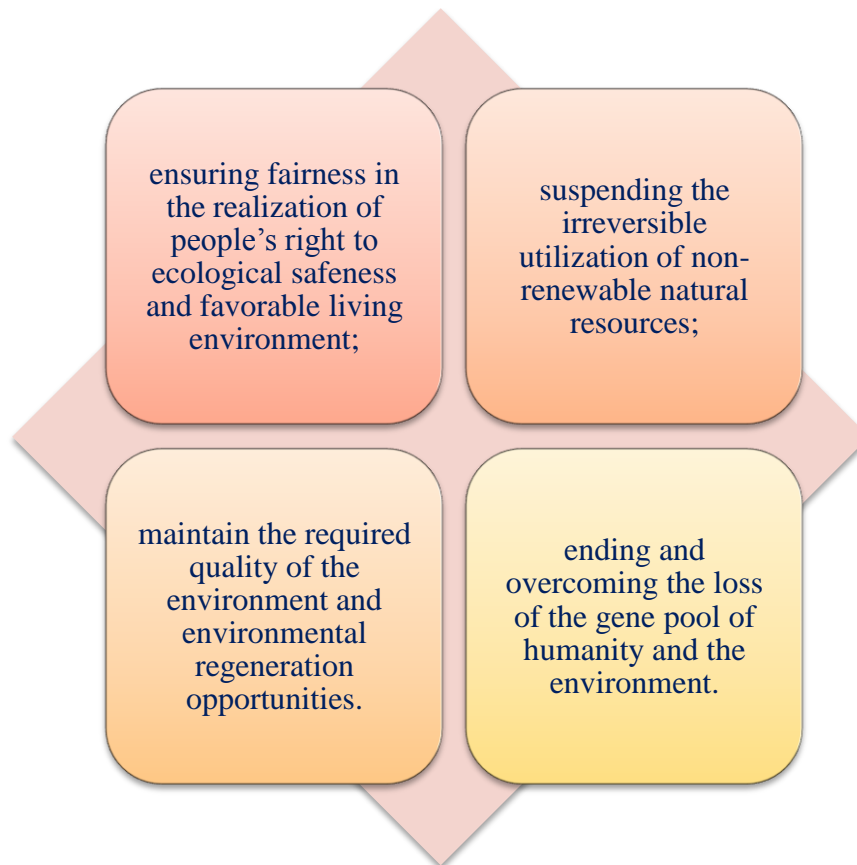 ensuring fairness in
the realization of
people’s right to
ecological safeness
and favorable living
environment;
suspending the
irreversible
utilization of non-
renewable natural
resources;
maintain the required
quality of the
environment and
environmental
regeneration
opportunities.
ending and
overcoming the loss
of the gene pool of
humanity and the
environment.